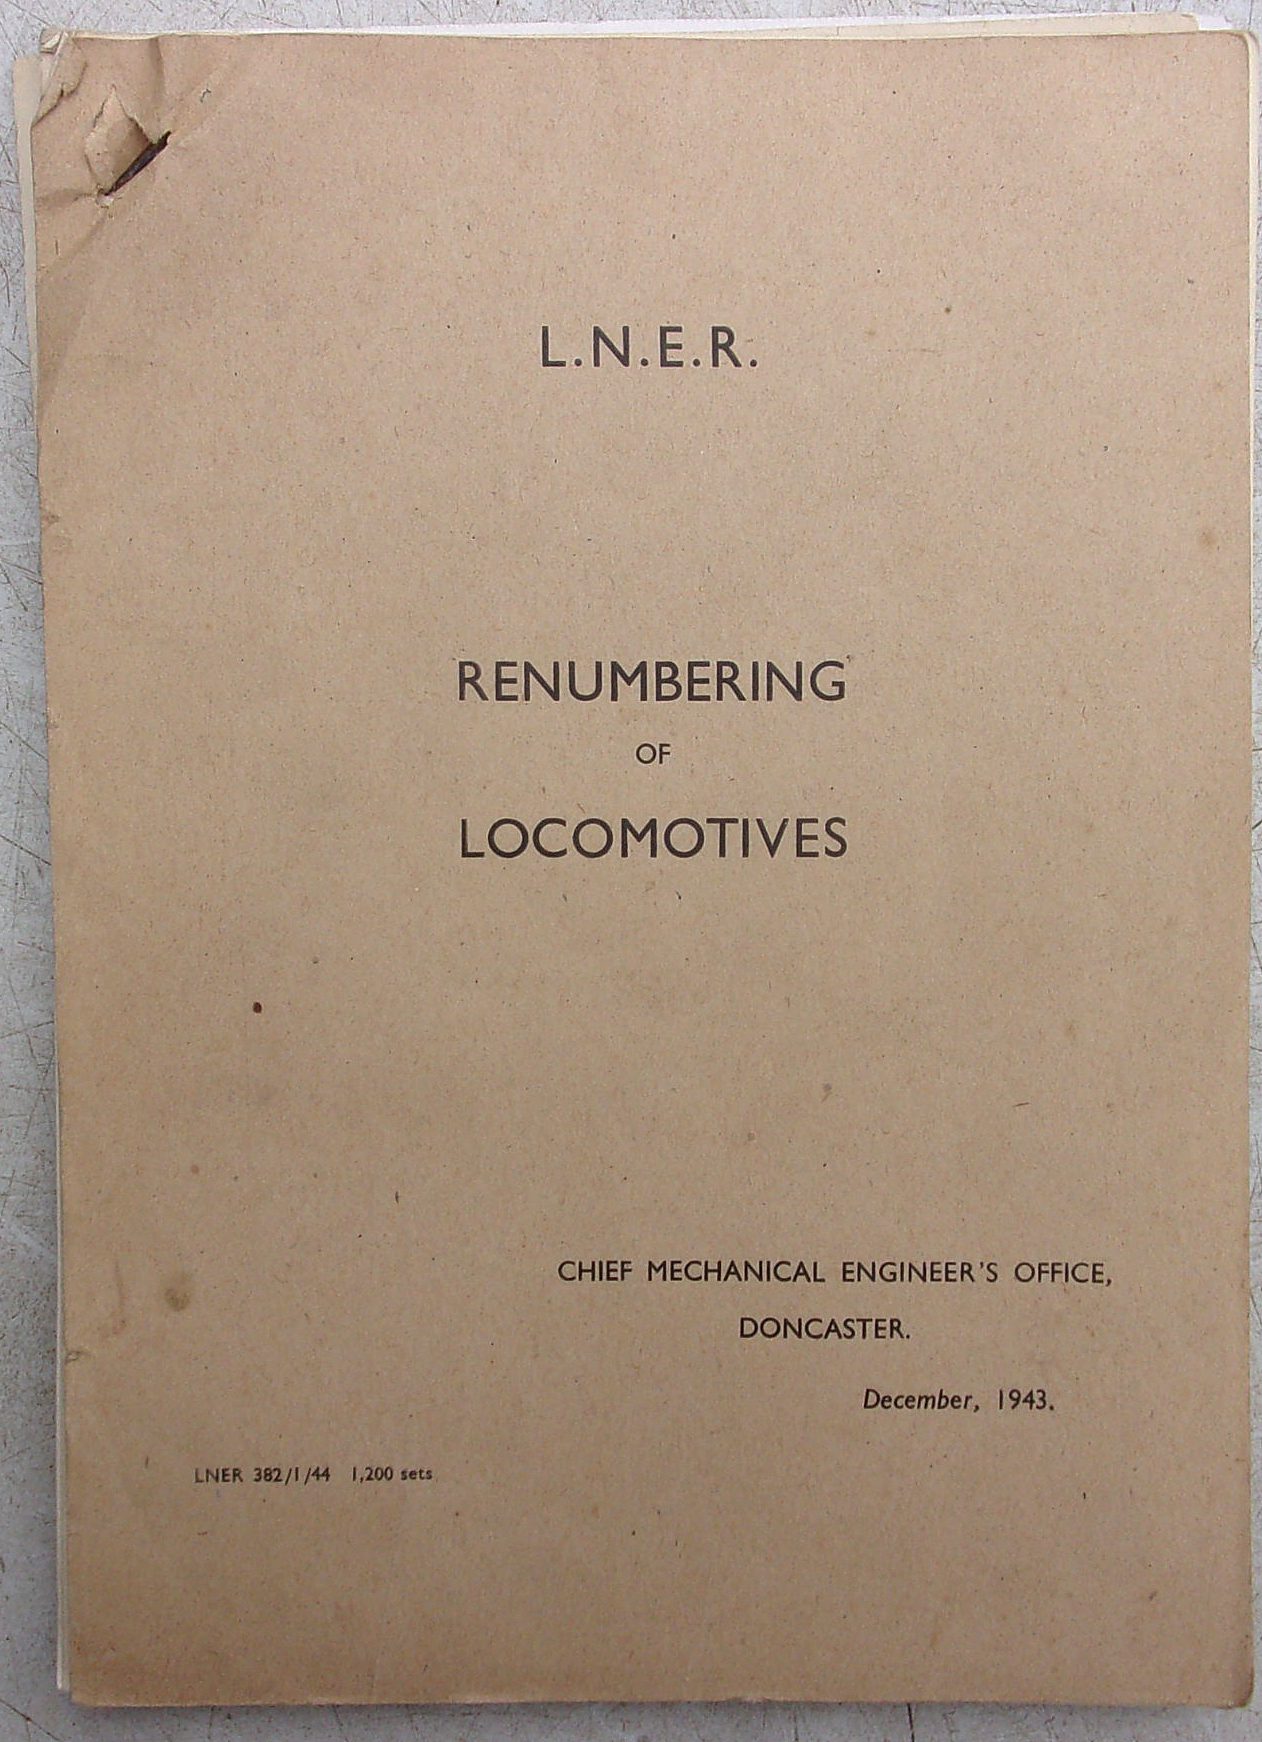 L.N.E.R.
RENUMBERING
OF
LOCOMOTIVES
CHIEF MECHANICAL ENGINEER'S OFFICE,
DONCASTER.
December, 1943.
LNER 382/1/44 1,200 sets